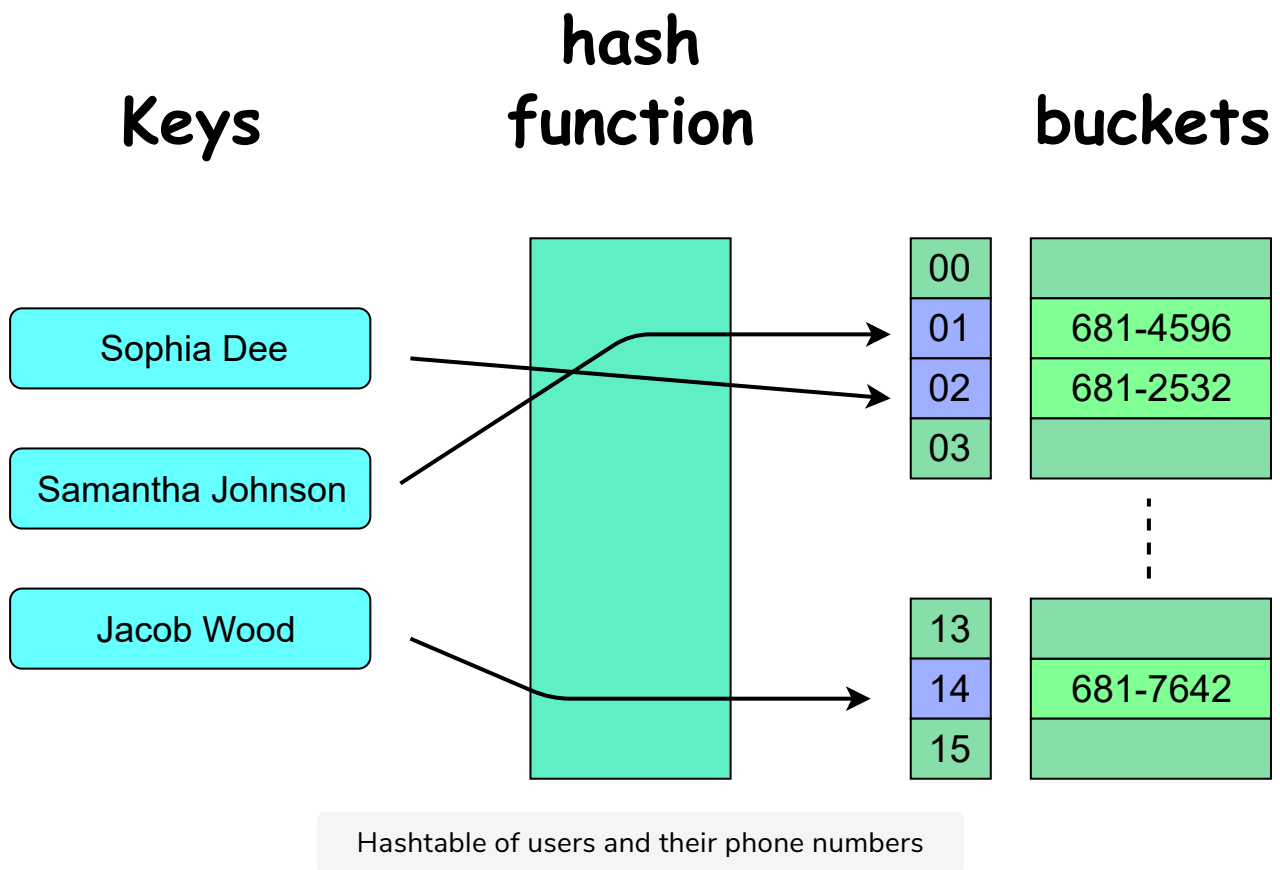 Keys
hash
function
buckets
Sophia Dee
Samantha Johnson
Jacob Wood
00
01 681-4596
02 681-2532
03
13
14 681-7642
15
Hashtable of users and their phone numbers